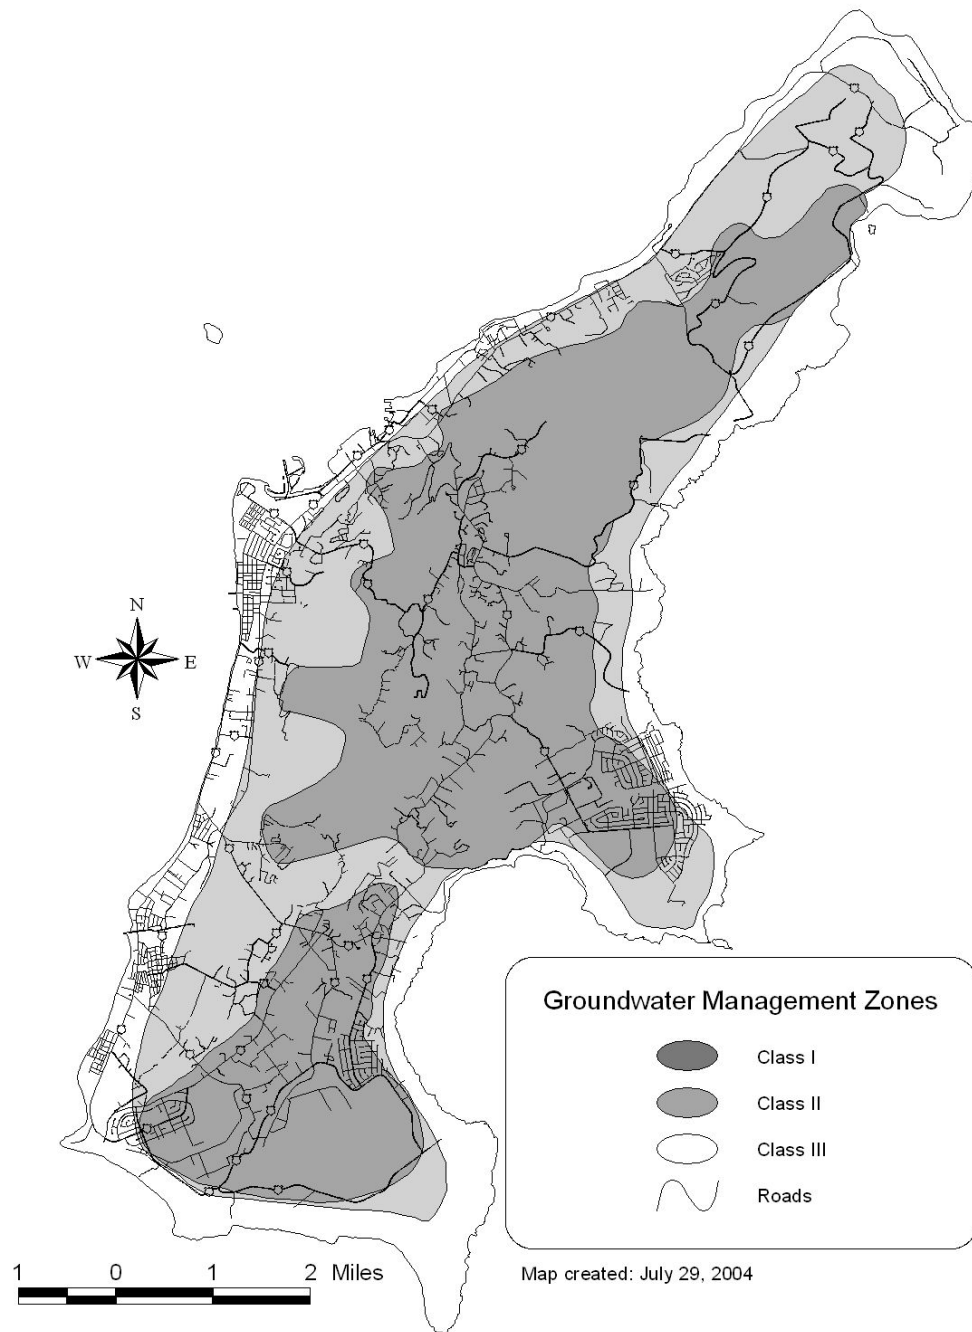 N
W E
S
Groundwater Management Zones
Class I
Class II
Class III
Roads
1 0 1 2 Miles
Map created: July 29, 2004